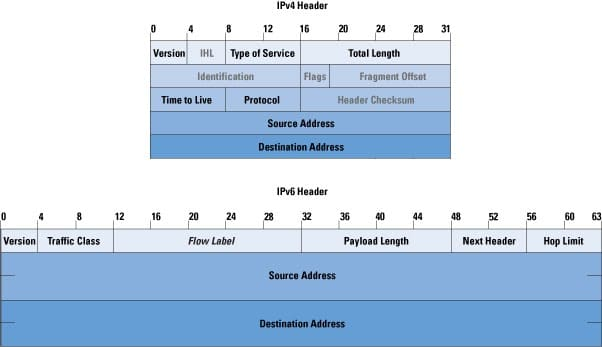 IPv4 Header
0 4 8 12 16 20 24 28 31
Version IHL Type of Service Total Length
Identification Flags Fragment Offset
Time to Live Protocol Header Checksum
Source Address
Destination Address
IPv6 Header
0 4 8 12 16 20 24 28 32 36 40 44 48 52 56 60 63
Version Traffic Class Flow Label Payload Length Next Header Hop Limit
Source Address
Destination Address